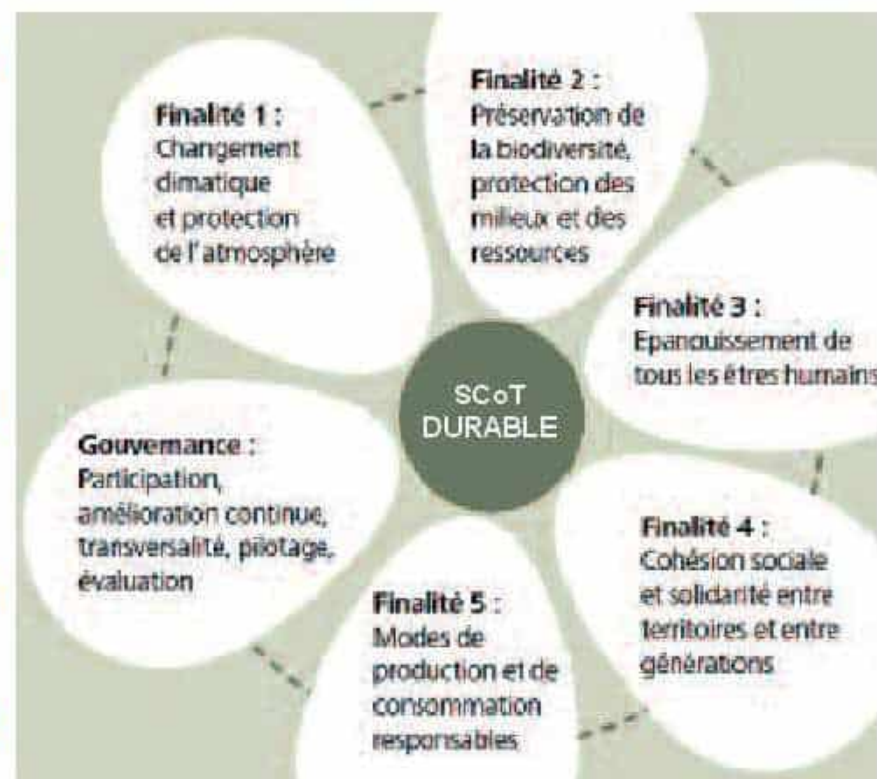 Finalité 1 :
Changement
climatique
et protection
de l'atmosphère
Finalité 2 :
Préservation de
la biodiversité,
protection des
milieux et des
ressources
Finalité 3 :
Epanouissement de
tous les êtres humains
Finalité 4 :
Cohésion sociale
et solidarité entre
territoires et entre
générations
Finalité 5 :
Modes de
production et de
consommation
responsables
Gouvernance :
Participation,
amélioration continue,
transversalité, pilotage,
évaluation
SCoT
DURABLE